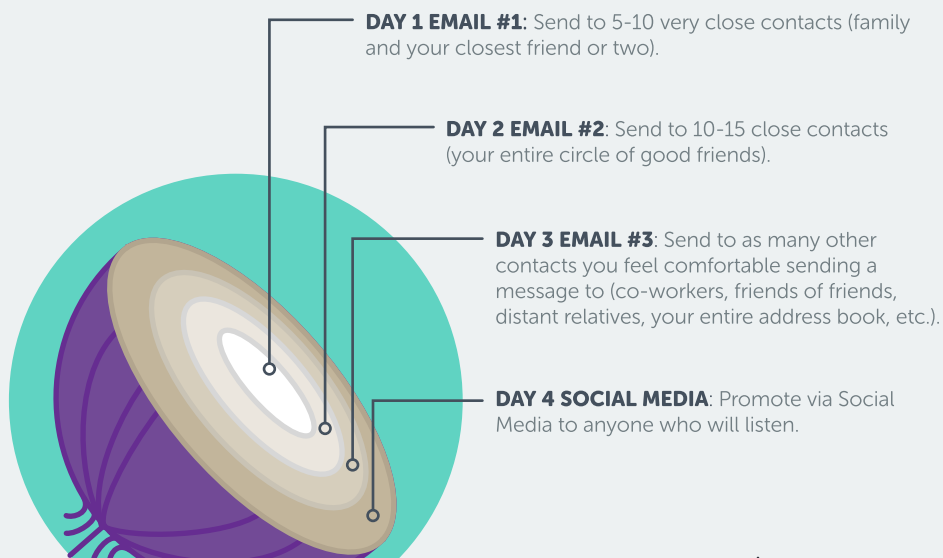 DAY 1 EMAIL #1: Send to 5-10 very close contacts (family
and your closest friend or two).
DAY 2 EMAIL #2: Send to 10-15 close contacts
(your entire circle of good friends).
DAY 3 EMAIL #3: Send to as many other
contacts you feel comfortable sending a
message to (co-workers, friends of friends,
distant relatives, your entire address book, etc.).
DAY 4 SOCIAL MEDIA: Promote via Social
Media to anyone who will listen.